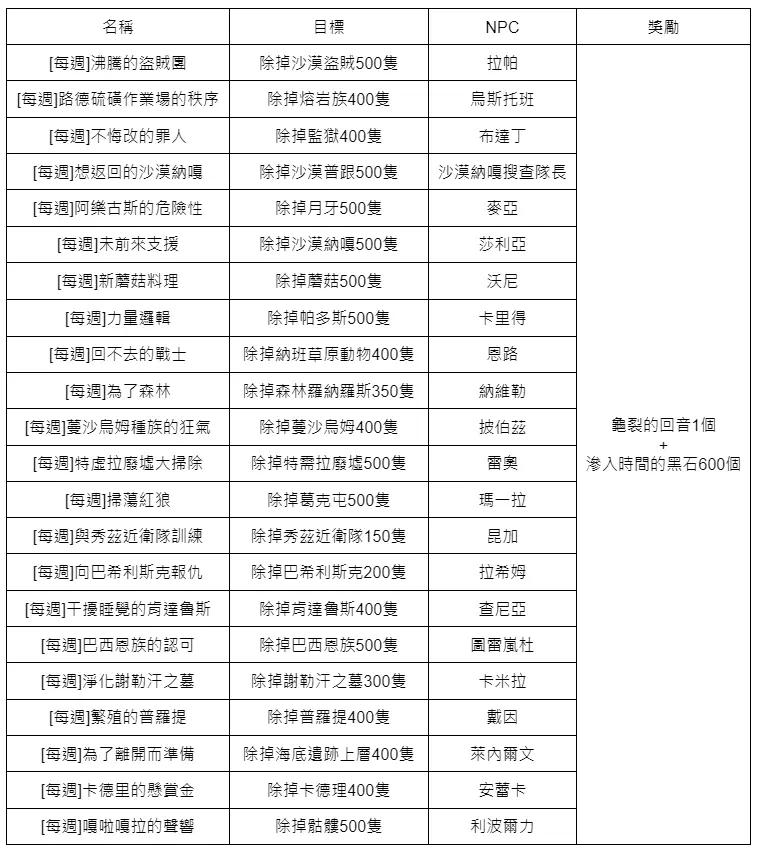 名稱 目標 NPC 獎勵
[每週]沸騰的盜賊團 除掉沙漠盜賊500隻 拉帕
[每週]路德硫磺作業場的秩序 除掉熔岩族400隻 烏斯托班
[每週]不悔改的罪人 除掉監獄400隻 布達丁
[每週]想返回的沙漠納嘎 除掉沙漠普跟500隻 沙漠納嘎搜查隊長
[每週]阿樂古斯的危險性 除掉月牙500隻 麥亞
[每週]未前來支援 除掉沙漠納嘎500隻 莎利亞
[每週]新蘑菇料理 除掉蘑菇500隻 沃尼
[每週]力量邏輯 除掉帕多斯500隻 卡里得
[每週]回不去的戰士 除掉納班草原動物400隻 恩路
[每週]為了森林 除掉森林羅納羅斯350隻 納維勒
[每週]蔓沙烏姆種族的狂氣 除掉蔓沙烏姆400隻 披伯茲
[每週]特虛拉廢墟大掃除 除掉特需拉廢墟500隻 雷奧
[每週]掃蕩紅狼 除掉葛克屯500隻 瑪一拉
[每週]與秀茲近衛隊訓練 除掉秀茲近衛隊150隻 昆加
[每週]向巴希利斯克報仇 除掉巴希利斯克200隻 拉希姆
[每週]干擾睡覺的肯達魯斯 除掉肯達魯斯400隻 查尼亞
[每週]巴西恩族的認可 除掉巴西恩族500隻 圖雷嵐杜
[每週]淨化謝勒汗之墓 除掉謝勒汗之墓300隻 卡米拉
[每週]繁殖的普羅提 除掉普羅提400隻 戴因
[每週]為了離開而準備 除掉海底遺跡上層400隻 萊內爾文
[每週]卡德里的懸賞金 除掉卡德理400隻 安蕾卡
[每週]嘎啦嘎拉的聲響 除掉骷髏500隻 利波爾力
龜裂的回音1個
+
滲入時間的黑石600個